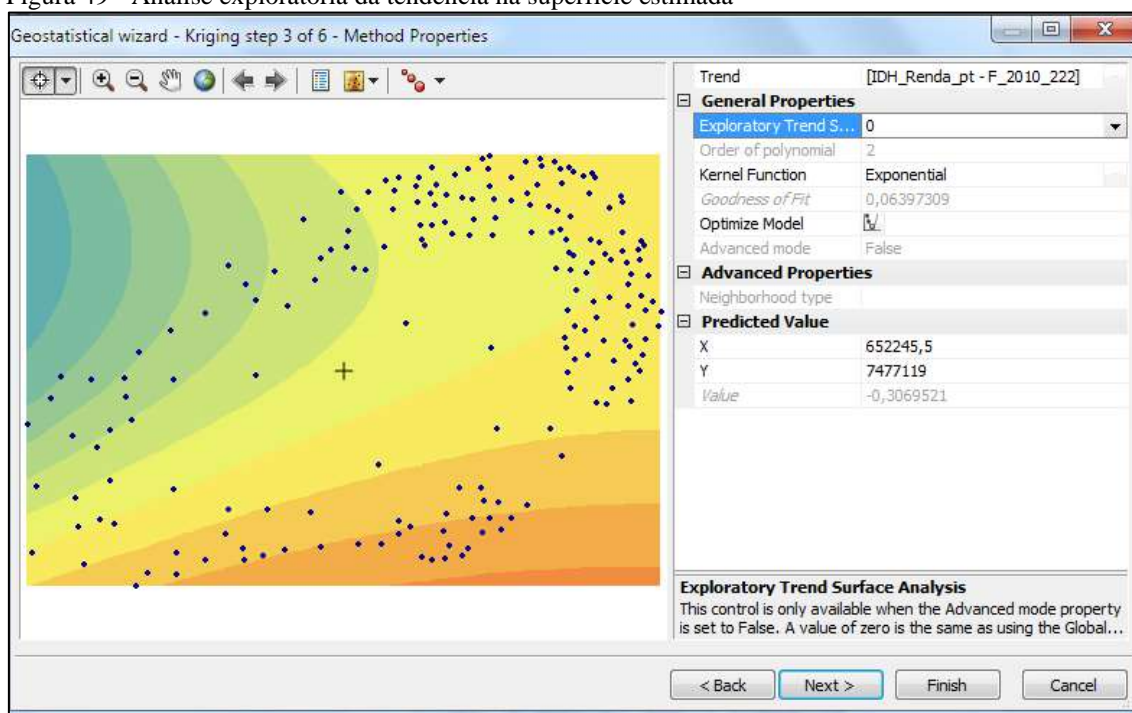 Figura 49 - Análise exploratória da tendência na superfície estimada
Geostatistical wizard - Kriging step 3 of 6 - Method Properties
Trend [IDH_Renda_pt - F_2010_222]
General Properties
Exploratory Trend S... 0
Order of polynomial 2
Kernel Function Exponential
Goodness of Fit 0,06397309
Optimize Model
Advanced mode False
Advanced Properties
Neighborhood type
Predicted Value
X 652245,5
Y 7477119
Value -0,3069521
Exploratory Trend Surface Analysis
This control is only available when the Advanced mode property
is set to False. A value of zero is the same as using the Global...
< Back Next > Finish Cancel